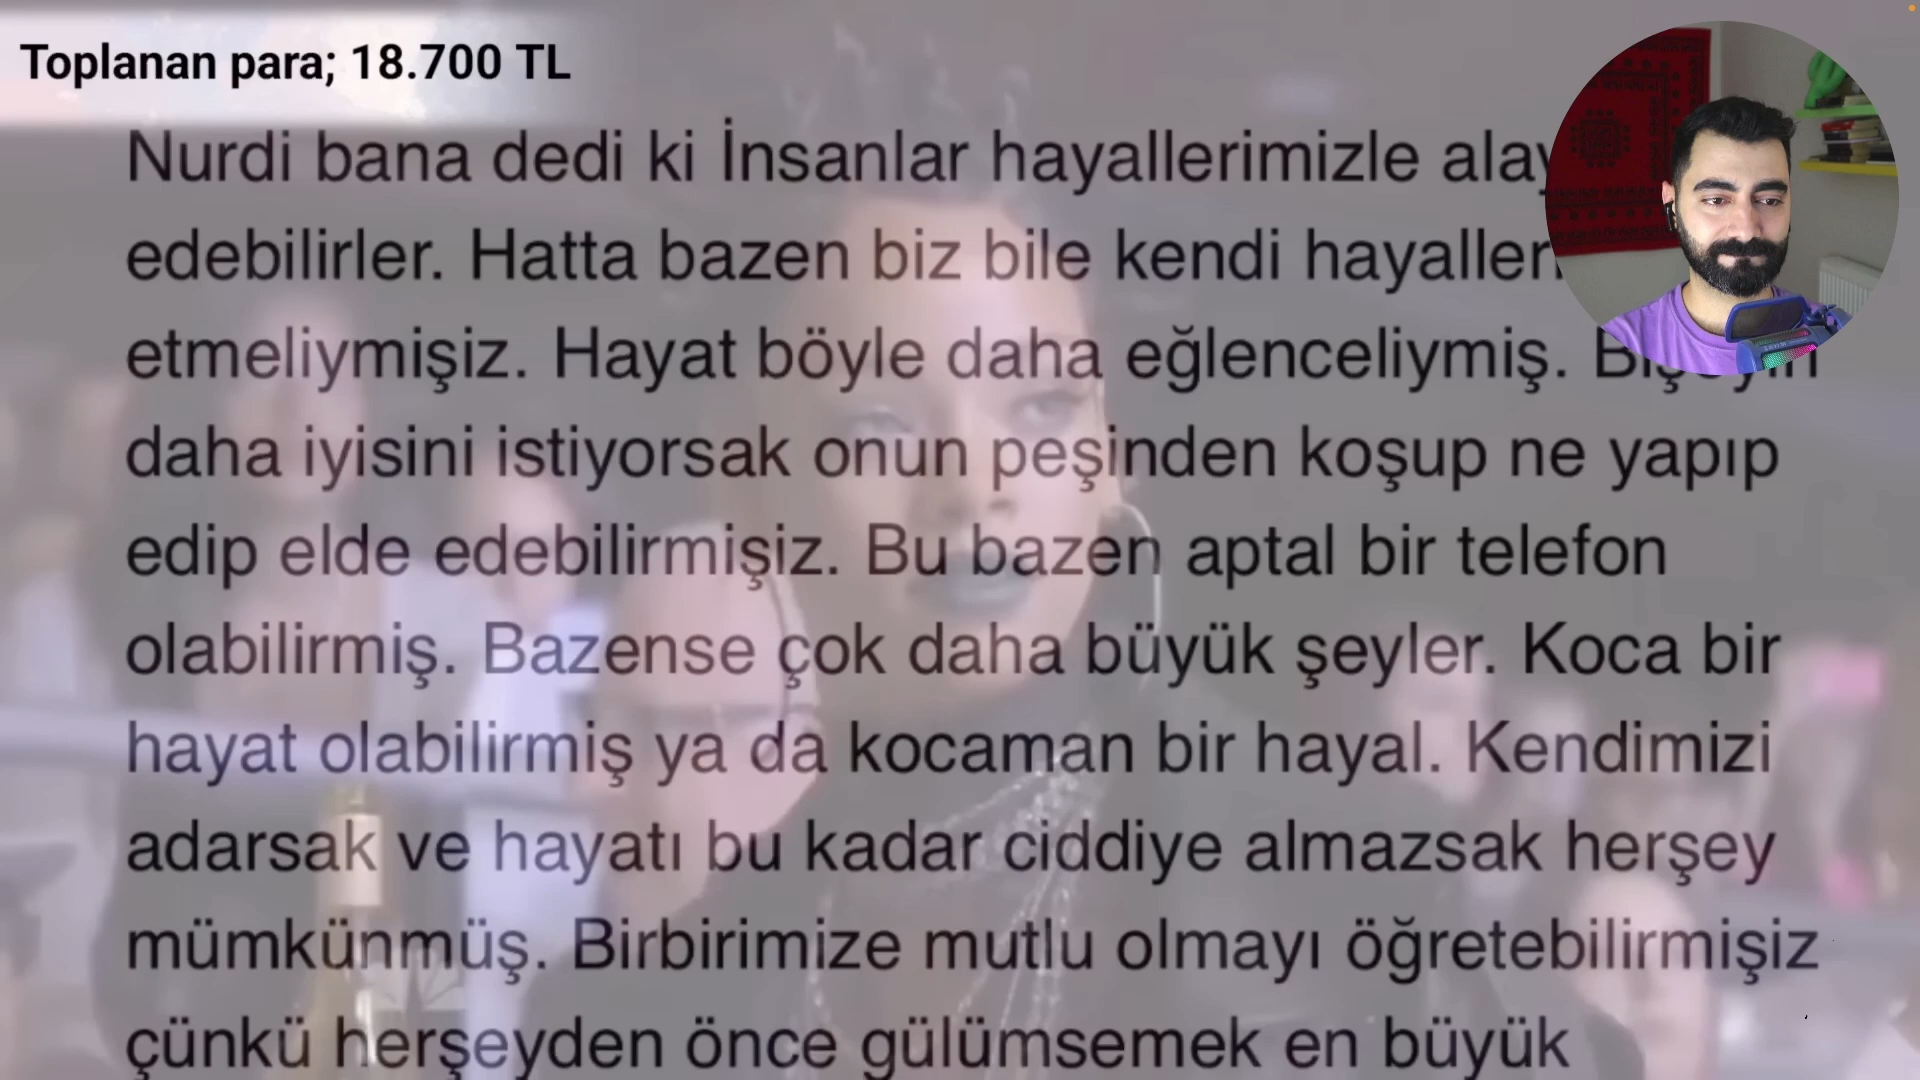 Toplanan para; 18.700 TL
Nurdi bana dedi ki İnsanlar hayallerimizle alay
edebilirler. Hatta bazen biz bile kendi
etmeliymişiz. Hayat böyle daha eğlenceliymiş.
daha iyisini istiyorsak onun peşinden koşup ne yapıp
edip elde edebilirmişiz. Bu bazen aptal bir telefon
olabilirmiş. Bazense çok daha büyük şeyler. Koca bir
hayat olabilirmiş ya da kocaman bir hayal. Kendimizi
adarsak ve hayatı bu kadar ciddiye almazsak herşey
mümkünmüş. Birbirimize mutlu olmayı öğretebilirmişiz
çünkü herşeyden önce gülümsemek en büyük